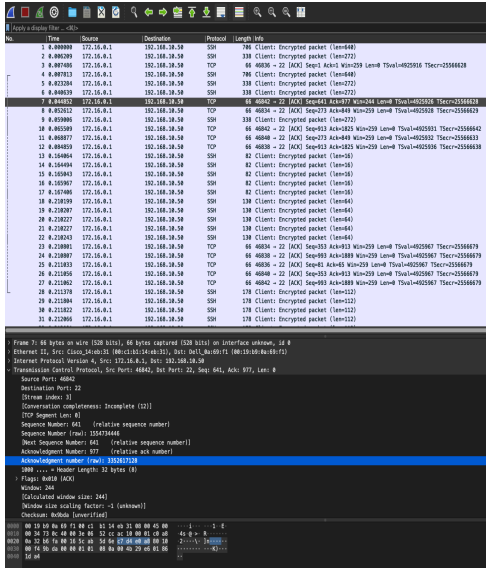 Apply a display filter ... <⌘/>
No. Time Source Destination Protocol Length Info
1 0.000000 172.16.0.1 192.168.10.50 SSH 706 Client: Encrypted packet (len=640)
2 0.006209 172.16.0.1 192.168.10.50 SSH 338 Client: Encrypted packet (len=272)
3 0.007486 172.16.0.1 192.168.10.50 TCP 66 46836 → 22 [ACK] Seq=1 Ack=1 Win=259 Len=0 TSval=4925916 TSecr=25566628
4 0.007813 172.16.0.1 192.168.10.50 SSH 706 Client: Encrypted packet (len=640)
5 0.023284 172.16.0.1 192.168.10.50 SSH 338 Client: Encrypted packet (len=272)
6 0.040639 172.16.0.1 192.168.10.50 SSH 338 Client: Encrypted packet (len=272)
7 0.044852 172.16.0.1 192.168.10.50 TCP 66 46842 → 22 [ACK] Seq=641 Ack=977 Win=244 Len=0 TSval=4925926 TSecr=25566628
8 0.052612 172.16.0.1 192.168.10.50 TCP 66 → 22 [ACK] Seq=273 Ack=849 Win=259 Len=0 TSval=4925928 TSecr=25566629
9 0.059006 172.16.0.1 192.168.10.50 SSH 338 Client: Encrypted packet (len=272)
10 0.065509 172.16.0.1 192.168.10.50 TCP 66 46842 → 22 [ACK] Seq=913 Ack=1825 Win=259 Len=0 TSval=4925931 TSecr=25566642
11 0.068877 172.16.0.1 192.168.10.50 TCP 66 → 22 [ACK] Seq=273 Ack=849 Win=259 Len=0 TSval=4925932 TSecr=25566633
12 0.084859 172.16.0.1 192.168.10.50 TCP 66 → 22 [ACK] Seq=913 Ack=1825 Win=259 Len=0 TSval=4925936 TSecr=25566638
13 0.164064 172.16.0.1 192.168.10.50 SSH 82 Client: Encrypted packet (len=16)
14 0.164494 172.16.0.1 192.168.10.50 SSH 82 Client: Encrypted packet (len=16)
15 0.165043 172.16.0.1 192.168.10.50 SSH 82 Client: Encrypted packet (len=16)
16 0.165967 172.16.0.1 192.168.10.50 SSH 82 Client: Encrypted packet (len=16)
17 0.167406 172.16.0.1 192.168.10.50 SSH 82 Client: Encrypted packet (len=16)
18 0.210199 172.16.0.1 192.168.10.50 SSH 130 Client: Encrypted packet (len=64)
19 0.210207 172.16.0.1 192.168.10.50 SSH 130 Client: Encrypted packet (len=64)
20 0.210227 172.16.0.1 192.168.10.50 SSH 130 Client: Encrypted packet (len=64)
21 0.210227 172.16.0.1 192.168.10.50 SSH 130 Client: Encrypted packet (len=64)
22 0.210243 172.16.0.1 192.168.10.50 SSH 130 Client: Encrypted packet (len=64)
23 0.210801 172.16.0.1 192.168.10.50 TCP 66 46834 → 22 [ACK] Seq=353 Ack=913 Win=259 Len=0 TSval=4925967 TSecr=25566679
24 0.210807 172.16.0.1 192.168.10.50 TCP 66 → 22 [ACK] Seq=993 Ack=1889 Win=259 Len=0 TSval=4925967 TSecr=25566679
25 0.211033 172.16.0.1 192.168.10.50 TCP 66 46836 → 22 [ACK] Seq=81 Ack=65 Win=259 Len=0 TSval=4925967 TSecr=25566679
26 0.211056 172.16.0.1 192.168.10.50 TCP 66 46840 → 22 [ACK] Seq=353 Ack=913 Win=259 Len=0 TSval=4925967 TSecr=25566679
27 0.211062 172.16.0.1 192.168.10.50 TCP 66 46842 → 22 [ACK] Seq=993 Ack=1889 Win=259 Len=0 TSval=4925967 TSecr=25566679
28 0.211378 172.16.0.1 192.168.10.50 SSH 178 Client: Encrypted packet (len=112)
29 0.211804 172.16.0.1 192.168.10.50 SSH 178 Client: Encrypted packet (len=112)
30 0.211822 172.16.0.1 192.168.10.50 SSH 178 Client: Encrypted packet (len=112)
31 0.212066 172.16.0.1 192.168.10.50 SSH 178 Client: Encrypted packet (len=112)
Frame 7: 66 bytes on wire (528 bits), 66 bytes captured (528 bits) on interface unknown, id 0
Ethernet II, Src: Cisco_14:eb:31 (00:c1:b1:14:eb:31), Dst: Dell_0a:69:f1 (00:19:b9:0a:69:f1)
Internet Protocol Version 4, Src: 172.16.0.1, Dst: 192.168.10.50
Transmission Control Protocol, Src Port: 46842, Dst Port: 22, Seq: 641, Ack: 977, Len: 0
Source Port: 46842
Destination Port: 22
[Stream index: 3]
[Conversation completeness: Incomplete (12)]
[TCP Segment Len: 0]
Sequence Number: 641 (relative sequence number)
Sequence Number (raw): 1554734446
[Next Sequence Number: 641 (relative sequence number)]
Acknowledgment Number: 977 (relative ack number)
Acknowledgment number (raw): 3352617128
1000 .... = Header Length: 32 bytes (8)
Flags: 0x010 (ACK)
Window: 244
[Calculated window size: 244]
[Window size scaling factor: -1 (unknown)]
Checksum: 0x9bda [unverified]